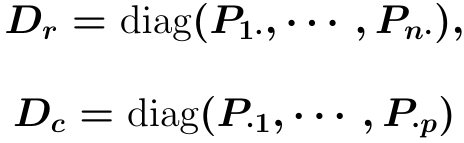 D_r = diag(P_{1·}, ⋯ , P_{n·}),
D_c = diag(P_{·1}, ⋯ , P_{·p})